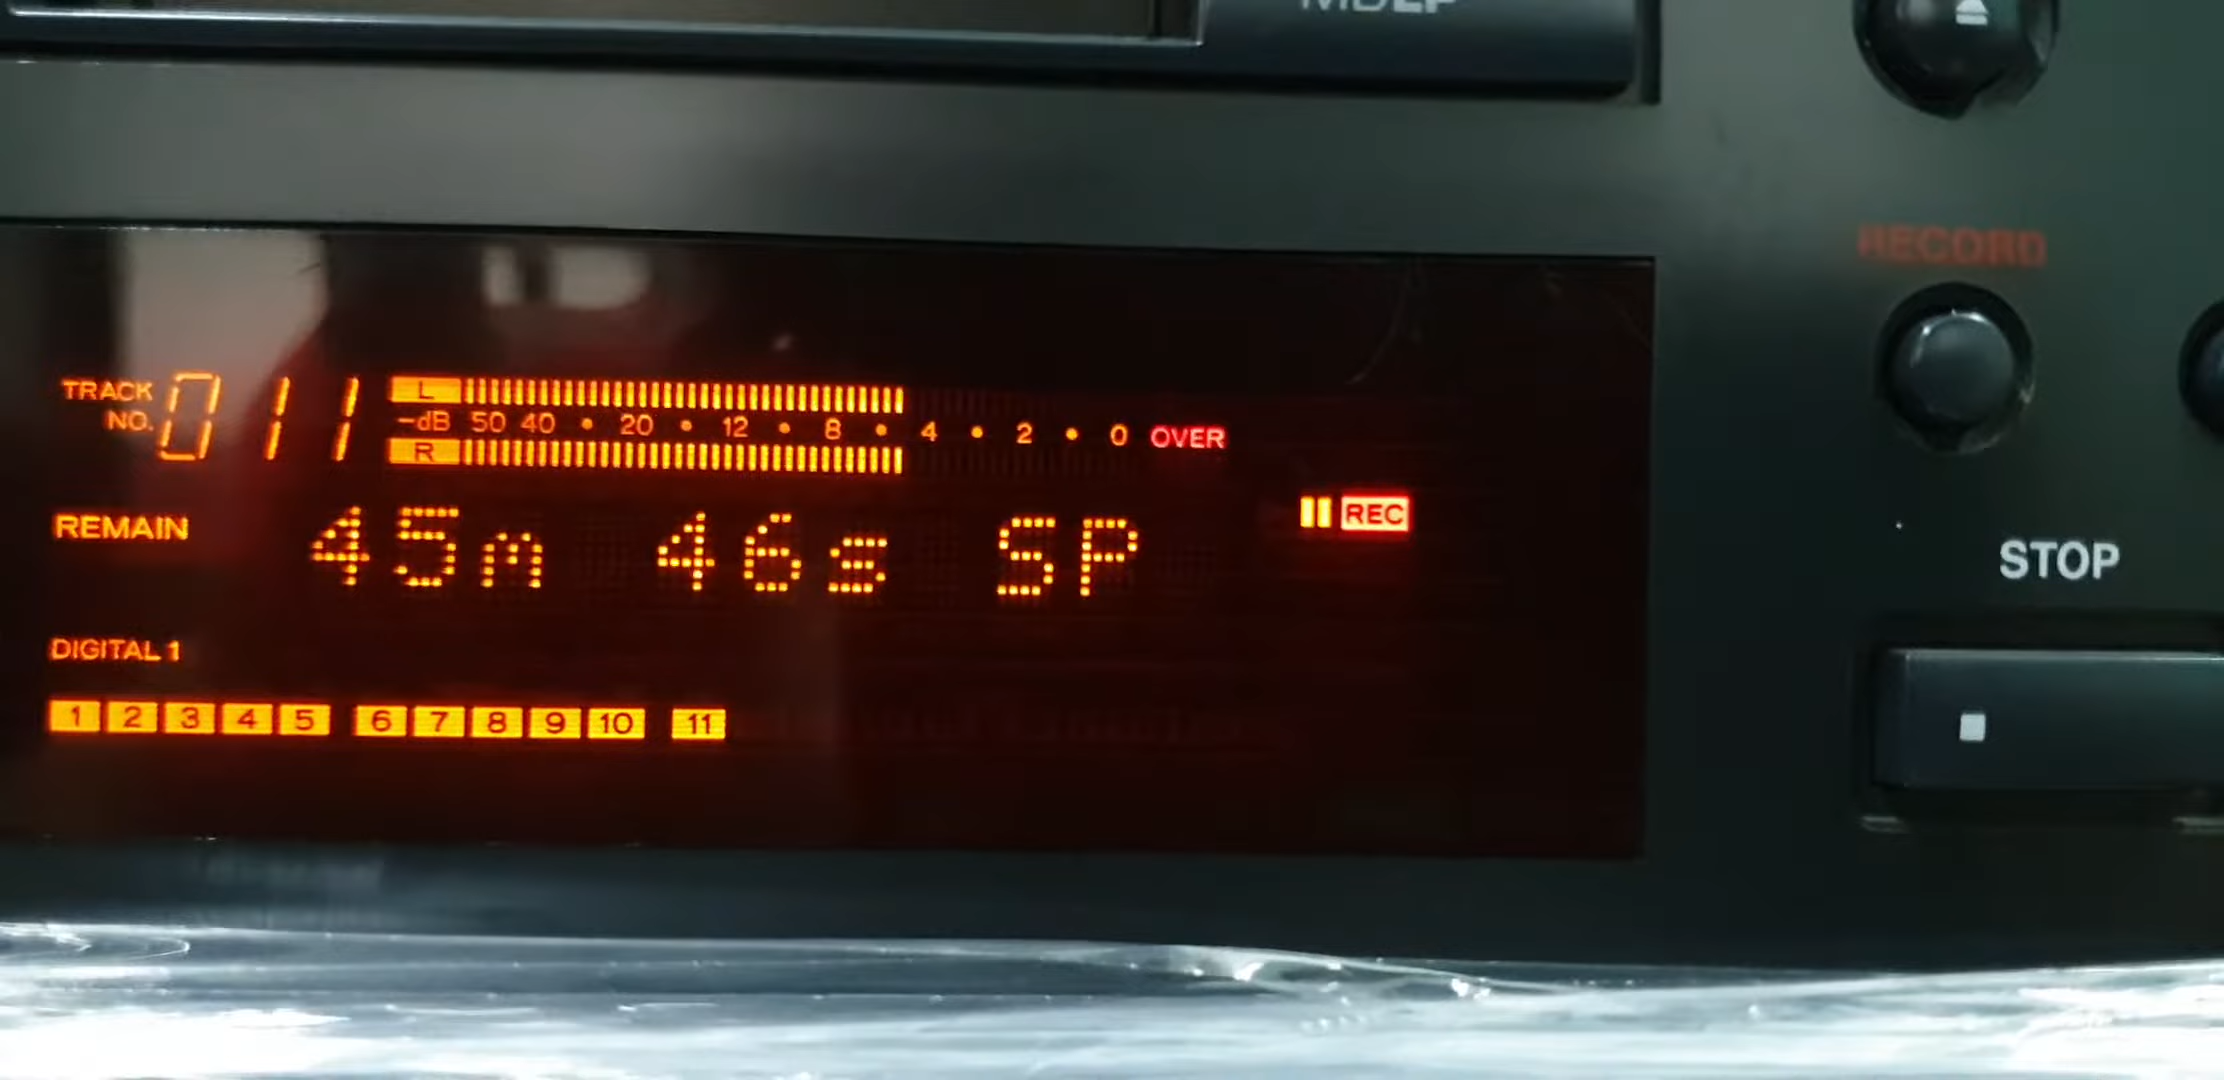 MDLP
RECORD
TRACK NO. 011
L
-dB 50 40 • 20 • 12 • 8 • 4 • 2 • 0 OVER
R
REMAIN 45m 46s SP
REC
STOP
DIGITAL 1
1 2 3 4 5 6 7 8 9 10 11